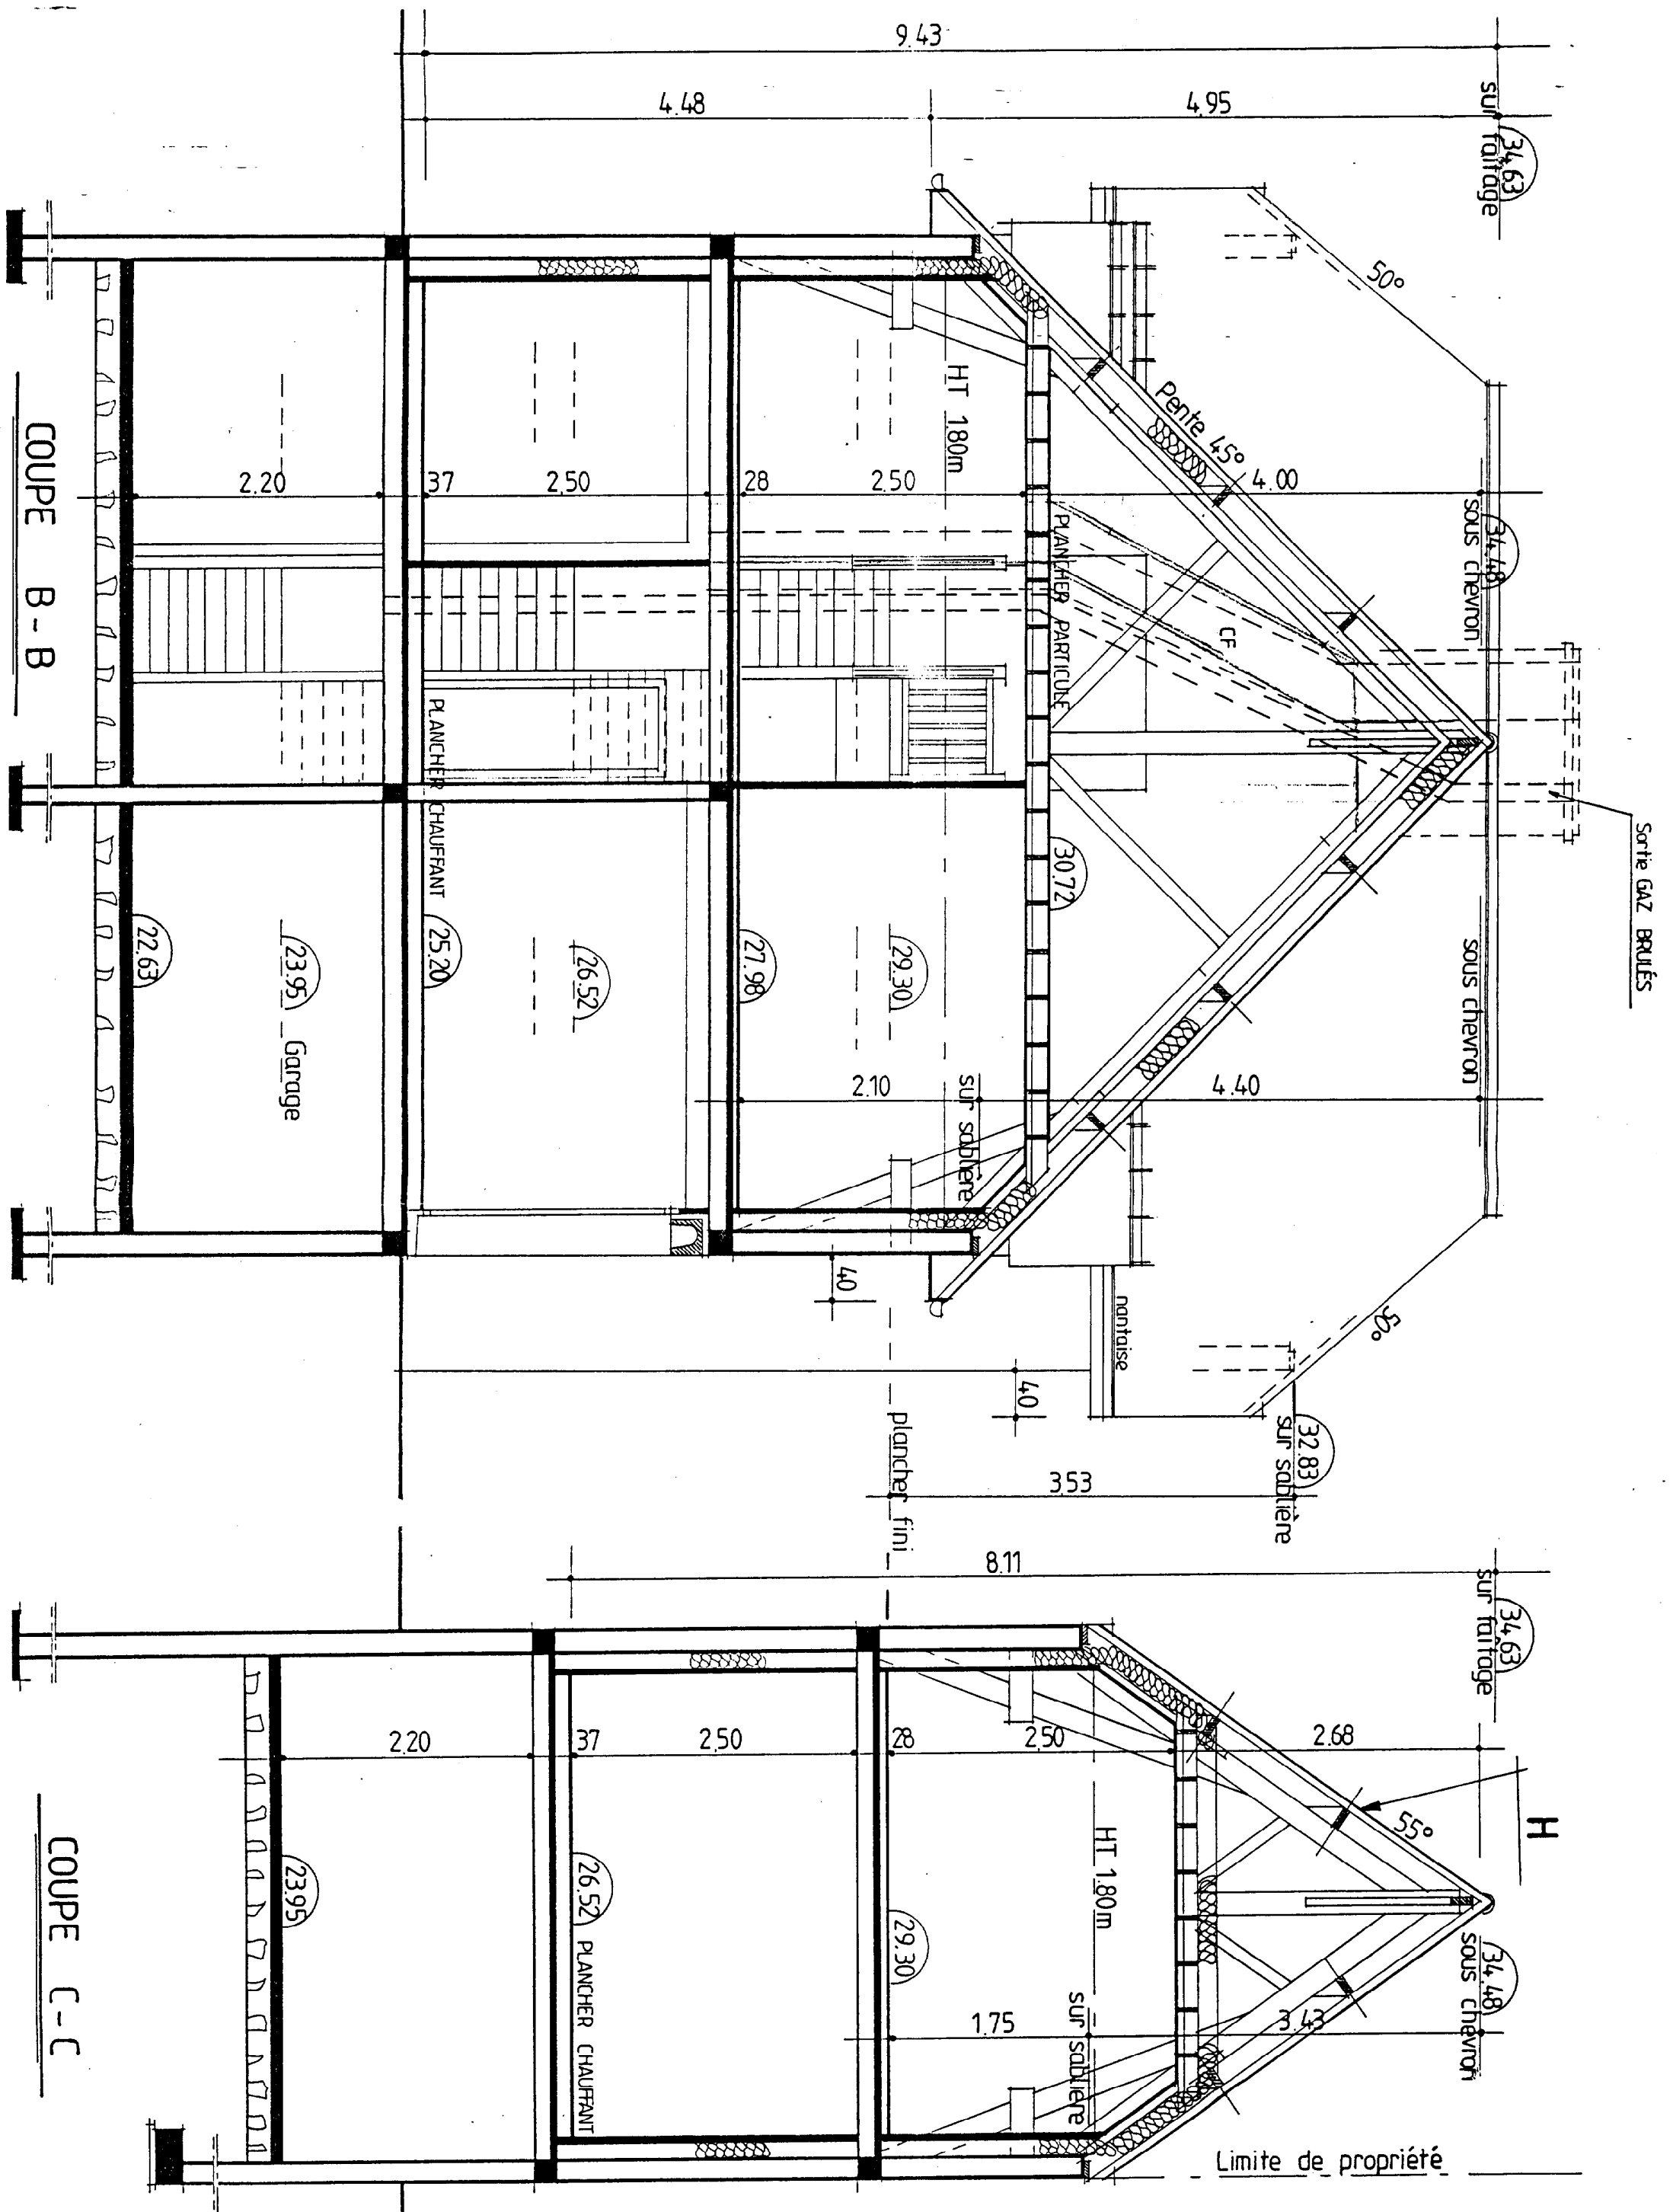 9.43
4.48
4.95
34.63
sur faîtage
50°
HT 1.80m
Pente 45°
2.20
37
2,50
28
2,50
4.00
34.48
sous chevron
PLANCHER PARTICULE
CF
PLANCHER CHAUFFANT
Sortie GAZ BRULÉS
22.63
23.95
Garage
25.20
26.52
27.98
29.30
30.72
sous chevron
2.10
sur sablière
4.40
40
nantaise
50°
40
32.83
sur sablière
3.53
plancher fini
COUPE B-B
8.11
34.63
sur faîtage
2.20
37
2,50
28
2,50
2.68
H
55°
HT 1.80m
23.95
26.52
PLANCHER CHAUFFANT
29.30
34.48
sous chevron
1.75
sur sablière
3.43
Limite de propriété
COUPE C-C